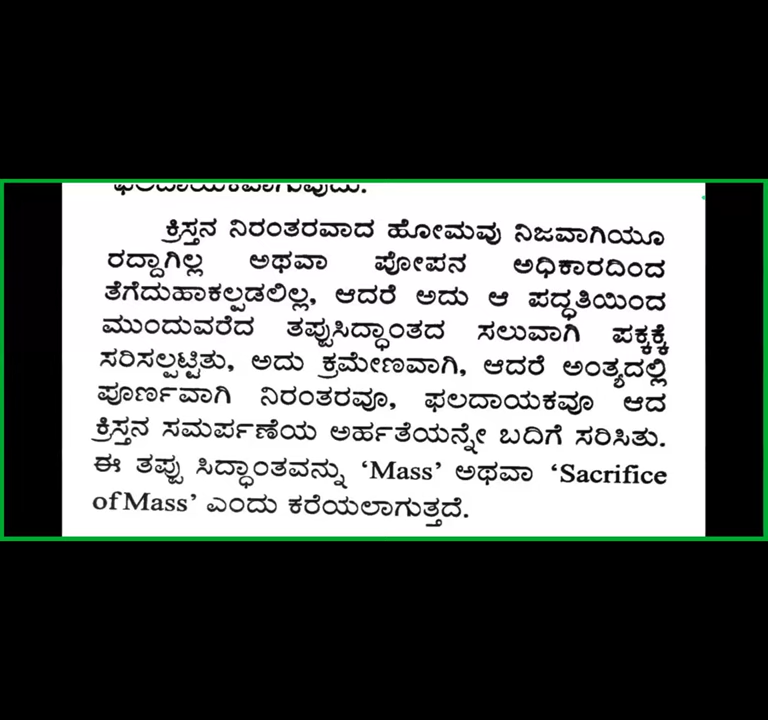 ಫಲದಾಯಕವಾಗುವುದು.
ಕ್ರಿಸ್ತನ ನಿರಂತರವಾದ ಹೋಮವು ನಿಜವಾಗಿಯೂ
ರದ್ದಾಗಿಲ್ಲ ಅಥವಾ ಪೋಪನ ಅಧಿಕಾರದಿಂದ
ತೆಗೆದುಹಾಕಲ್ಪಡಲಿಲ್ಲ, ಆದರೆ ಅದು ಆ ಪದ್ಧತಿಯಿಂದ
ಮುಂದುವರೆದ ತಪ್ಪುಸಿದ್ಧಾಂತದ ಸಲುವಾಗಿ ಪಕ್ಕಕ್ಕೆ
ಸರಿಸಲ್ಪಟ್ಟಿತು, ಅದು ಕ್ರಮೇಣವಾಗಿ, ಆದರೆ ಅಂತ್ಯದಲ್ಲಿ
ಪೂರ್ಣವಾಗಿ ನಿರಂತರವೂ, ಫಲದಾಯಕವೂ ಆದ
ಕ್ರಿಸ್ತನ ಸಮರ್ಪಣೆಯ ಅರ್ಹತೆಯನ್ನೇ ಬದಿಗೆ ಸರಿಸಿತು.
ಈ ತಪ್ಪು ಸಿದ್ಧಾಂತವನ್ನು ‘Mass’ ಅಥವಾ ‘Sacrifice
of Mass’ ಎಂದು ಕರೆಯಲಾಗುತ್ತದೆ.